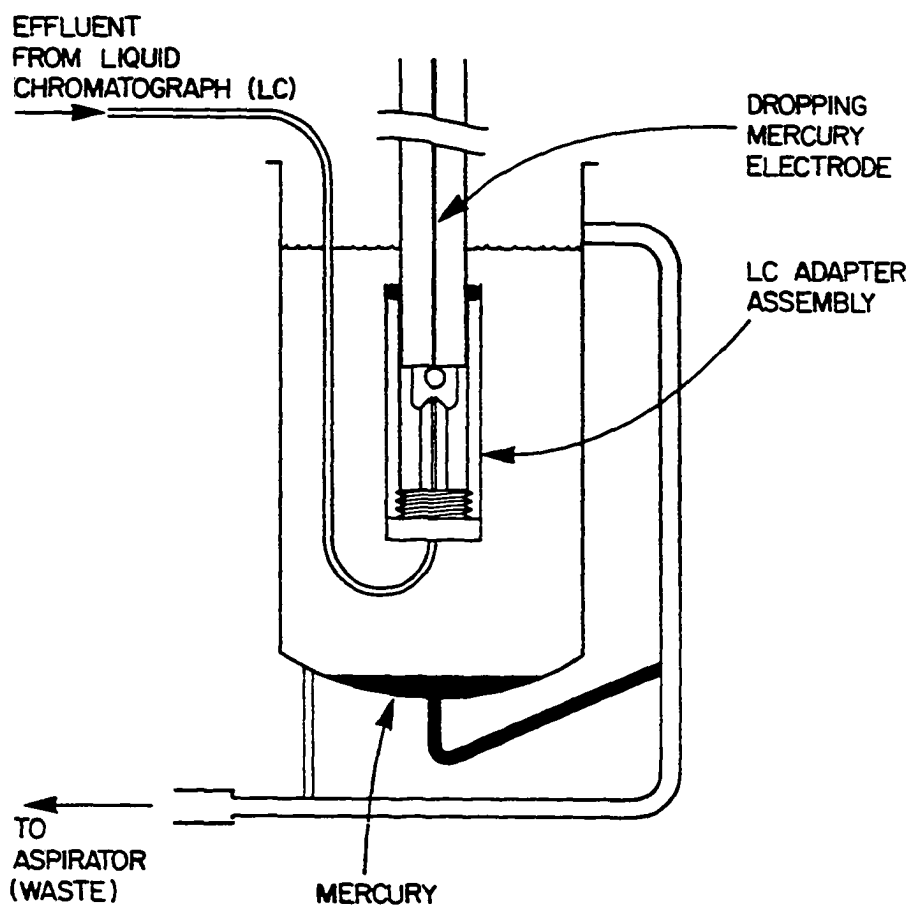 EFFLUENT
FROM LIQUID
CHROMATOGRAPH (LC)
DROPPING
MERCURY
ELECTRODE
LC ADAPTER
ASSEMBLY
TO
ASPIRATOR
(WASTE)
MERCURY